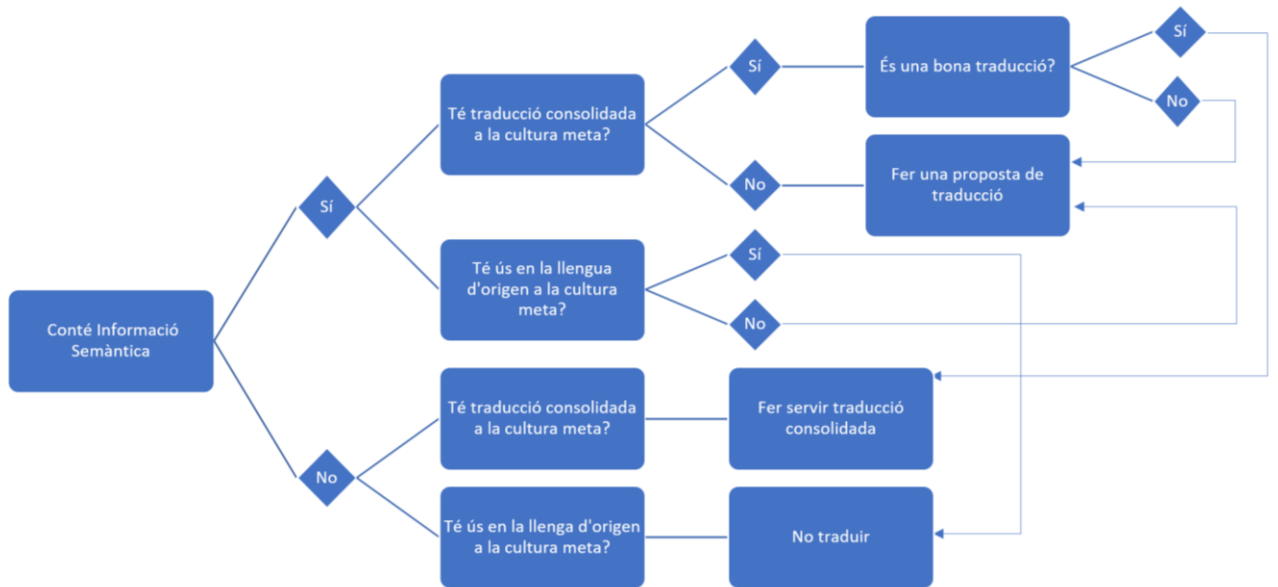 Conté Informació
Semàntica
Sí
No
Té traducció consolidada
a la cultura meta?
Sí
No
És una bona traducció?
Sí
No
Fer una proposta de
traducció
Té ús en la llengua
d'origen a la cultura
meta?
Sí
No
Té traducció consolidada
a la cultura meta?
Fer servir traducció
consolidada
Té ús en la llenga d'origen
a la cultura meta?
No traduir